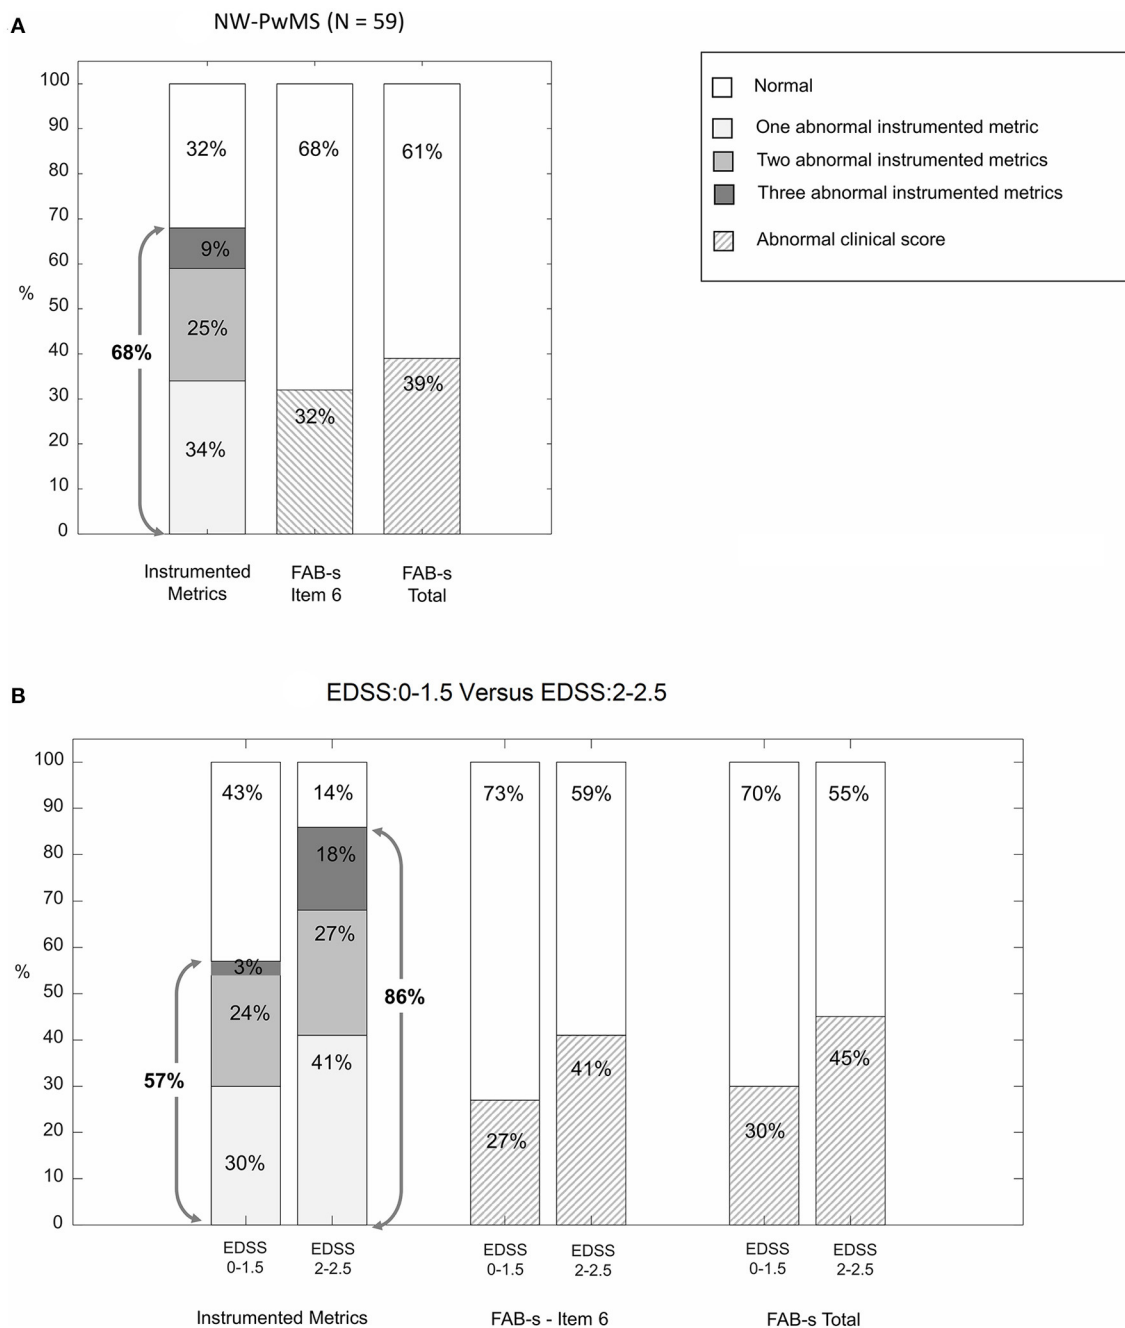 A
NW-PwMS (N = 59)
100
90
80
70
60
50
40
30
20
10
0
%
32%
9%
25%
34%
68%
68%
32%
61%
39%
Instrumented
Metrics
FAB-s
Item 6
FAB-s
Total
Normal
One abnormal instrumented metric
Two abnormal instrumented metrics
Three abnormal instrumented metrics
Abnormal clinical score
B
EDSS:0-1.5 Versus EDSS:2-2.5
100
90
80
70
60
50
40
30
20
10
0
%
43%
3%
24%
30%
57%
14%
18%
27%
41%
86%
73%
27%
59%
41%
70%
30%
55%
45%
EDSS
0-1.5
EDSS
2-2.5
EDSS
0-1.5
EDSS
2-2.5
EDSS
0-1.5
EDSS
2-2.5
Instrumented Metrics
FAB-s - Item 6
FAB-s Total